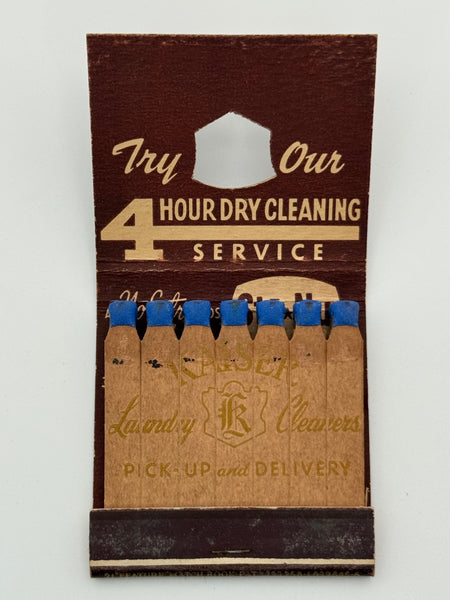 Try Our
4 HOUR DRY CLEANING
SERVICE
KAISER
Laundry K Cleaners
PICK-UP and DELIVERY